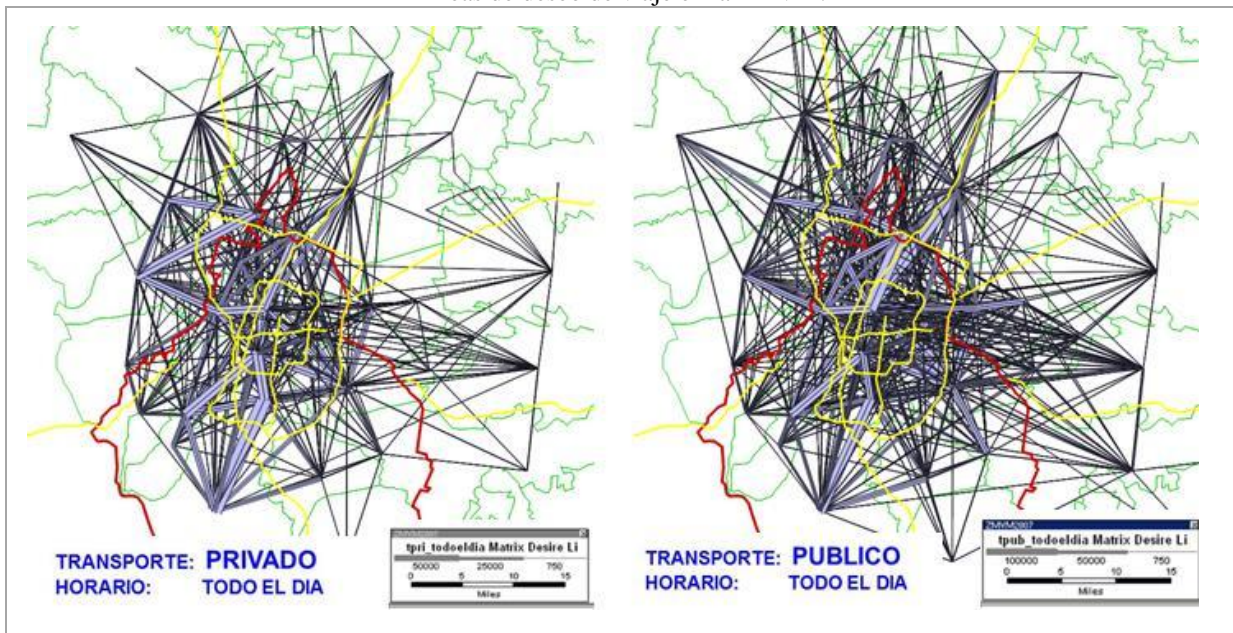 TRANSPORTE: PRIVADO
HORARIO: TODO EL DIA
tpri_todoeldia Matrix Desire Li
50000 25000 750
0 5 10 15
Miles
TRANSPORTE: PUBLICO
HORARIO: TODO EL DIA
ZMVM2007
tpub_todoeldia Matrix Desire Li
100000 50000 750
0 5 10 15
Miles